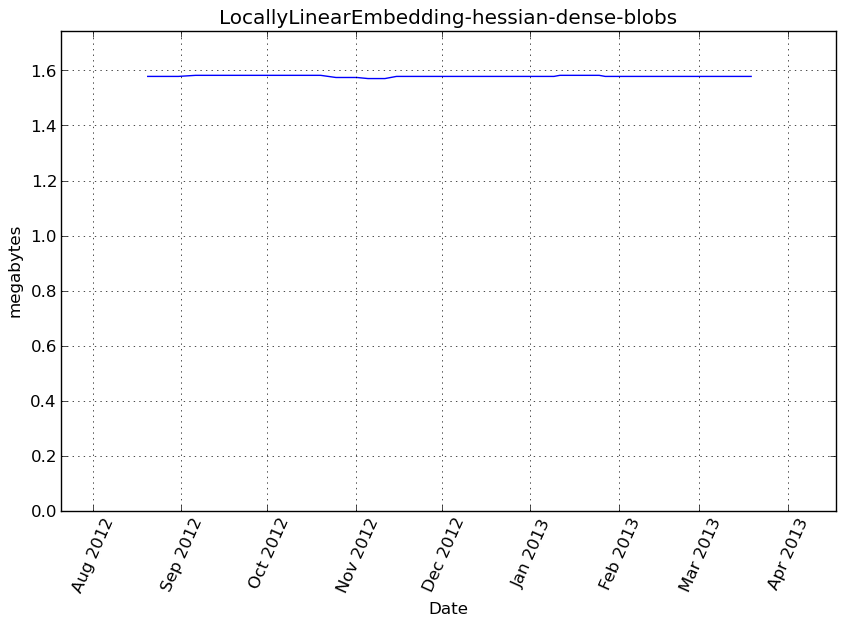 LocallyLinearEmbedding-hessian-dense-blobs
1.6
1.4
1.2
1.0
0.8
0.6
0.4
0.2
0.0
megabytes
Aug 2012
Sep 2012
Oct 2012
Nov 2012
Dec 2012
Jan 2013
Feb 2013
Mar 2013
Apr 2013
Date